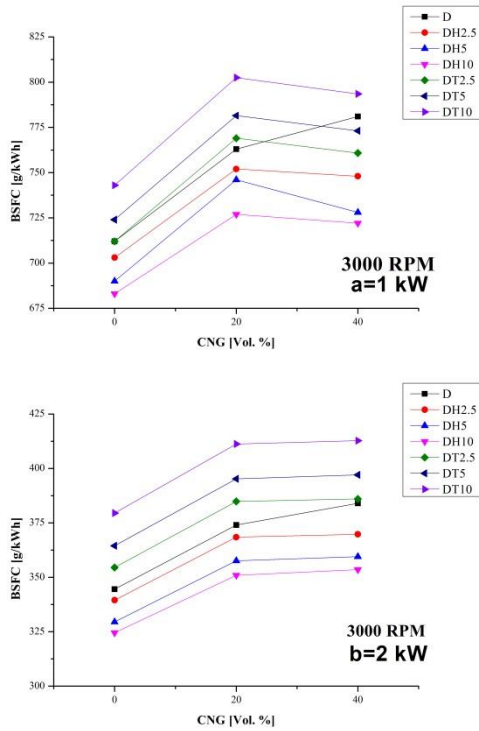 D
DH2.5
DH5
DH10
DT2.5
DT5
DT10
BSFC [g/kWh]
825
800
775
750
725
700
675
3000 RPM
a=1 kW
0 20 40
CNG [Vol. %]
D
DH2.5
DH5
DH10
DT2.5
DT5
DT10
BSFC [g/kWh]
425
400
375
350
325
300
3000 RPM
b=2 kW
0 20 40
CNG [Vol. %]